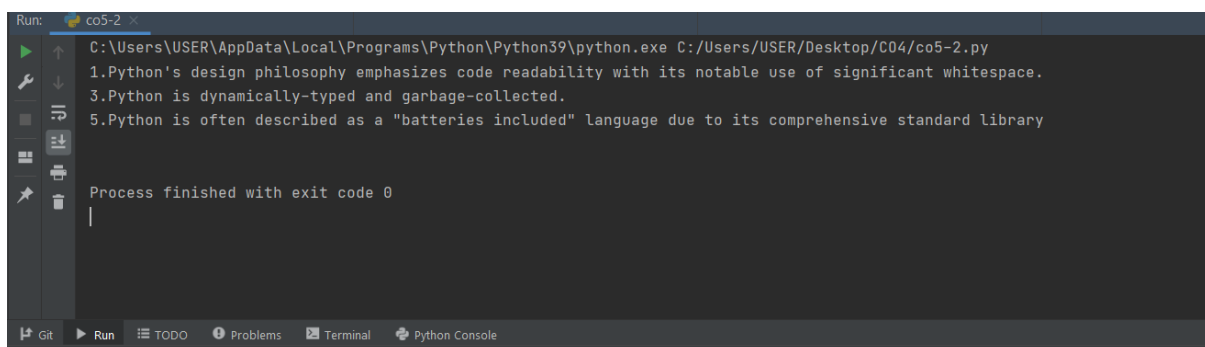 Run: co5-2
C:\Users\USER\AppData\Local\Programs\Python\Python39\python.exe C:/Users/USER/Desktop/CO4/co5-2.py
1.Python's design philosophy emphasizes code readability with its notable use of significant whitespace.
3.Python is dynamically-typed and garbage-collected.
5.Python is often described as a "batteries included" language due to its comprehensive standard library
Process finished with exit code 0
Git Run TODO Problems Terminal Python Console